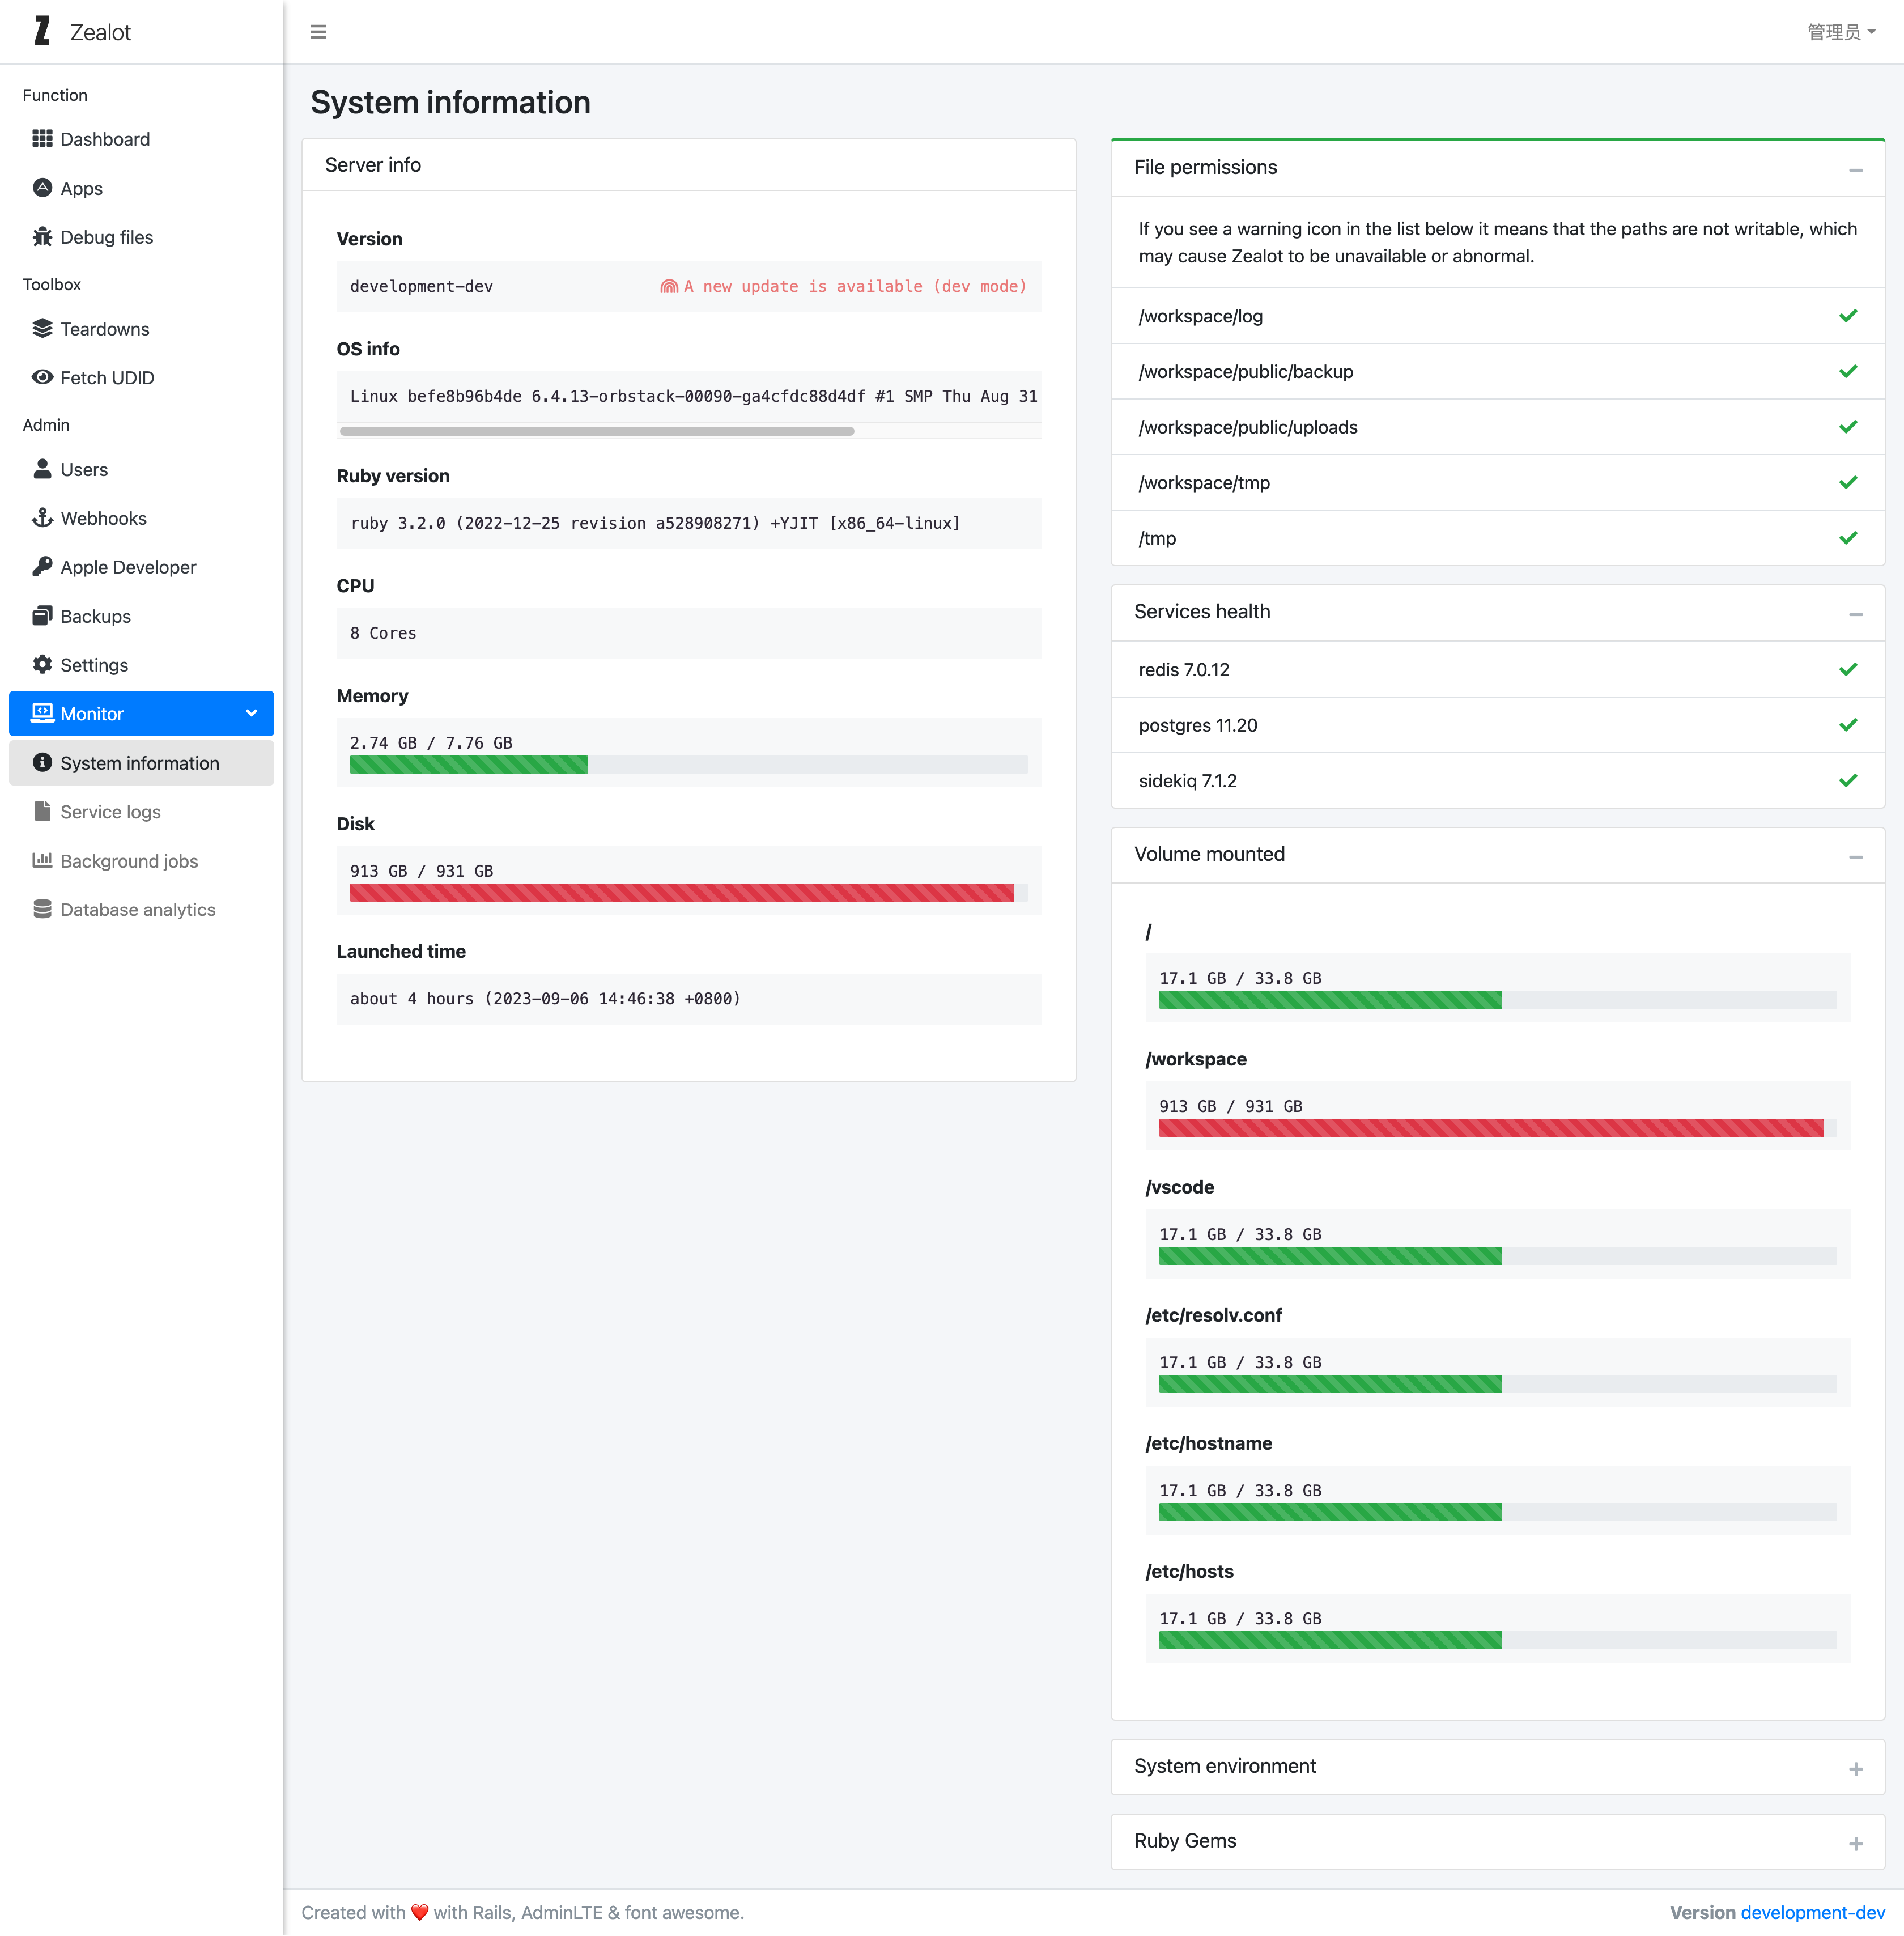 Zealot
管理员
Function
Dashboard
Apps
Debug files
Toolbox
Teardowns
Fetch UDID
Admin
Users
Webhooks
Apple Developer
Backups
Settings
Monitor
System information
Service logs
Background jobs
Database analytics
System information
Server info
Version
development-dev A new update is available (dev mode)
OS info
Linux befe8b96b4de 6.4.13-orbstack-00090-ga4cfdc88d4df #1 SMP Thu Aug 31
Ruby version
ruby 3.2.0 (2022-12-25 revision a528908271) +YJIT [x86_64-linux]
CPU
8 Cores
Memory
2.74 GB / 7.76 GB
Disk
913 GB / 931 GB
Launched time
about 4 hours (2023-09-06 14:46:38 +0800)
File permissions
If you see a warning icon in the list below it means that the paths are not writable, which
may cause Zealot to be unavailable or abnormal.
/workspace/log
/workspace/public/backup
/workspace/public/uploads
/workspace/tmp
/tmp
Services health
redis 7.0.12
postgres 11.20
sidekiq 7.1.2
Volume mounted
/
17.1 GB / 33.8 GB
/workspace
913 GB / 931 GB
/vscode
17.1 GB / 33.8 GB
/etc/resolv.conf
17.1 GB / 33.8 GB
/etc/hostname
17.1 GB / 33.8 GB
/etc/hosts
17.1 GB / 33.8 GB
System environment
Ruby Gems
Created with ❤️ with Rails, AdminLTE & font awesome.
Version development-dev